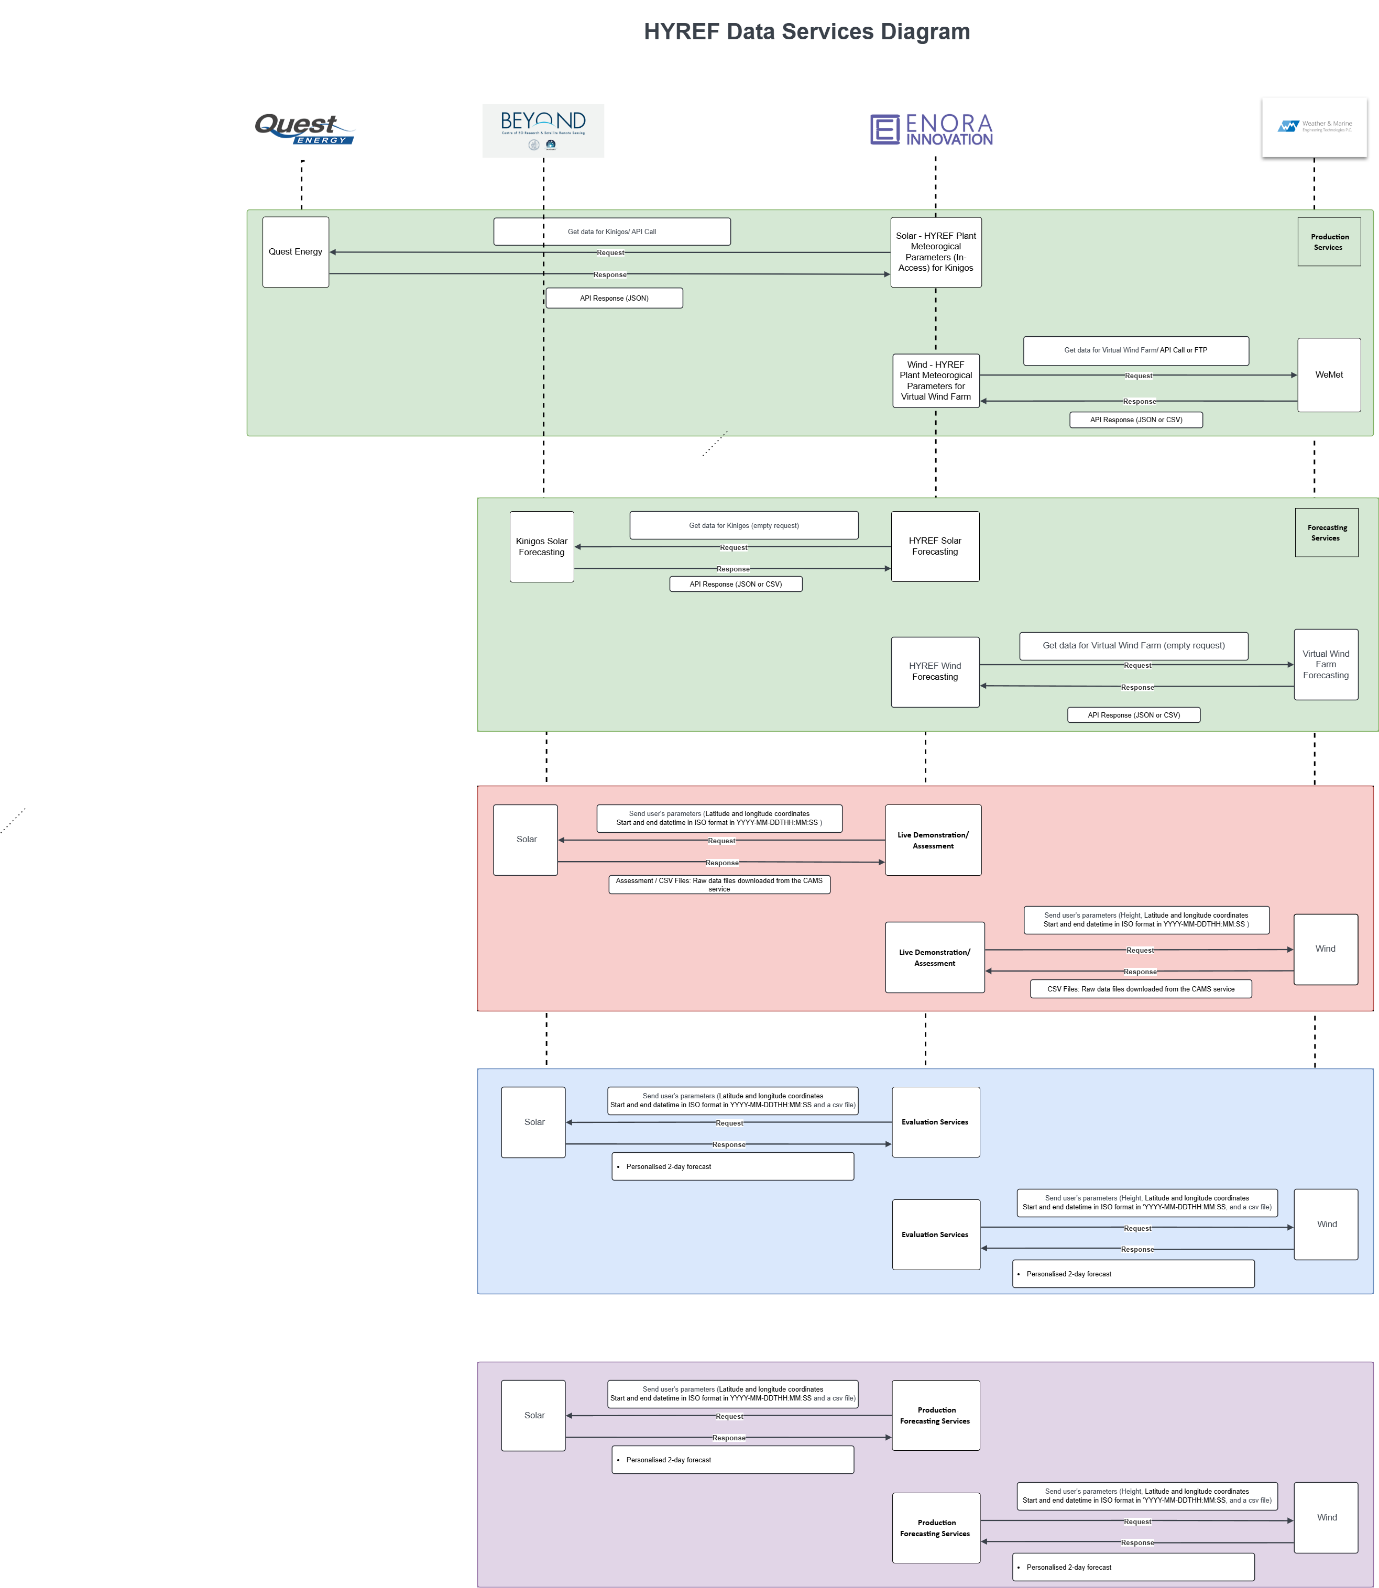 HYREF Data Services Diagram
Quest
ENERGY
BEYOND
Centre of EO Research & Satellite Remote Sensing
ENORA
INNOVATION
Weather & Marine
Engineering Technologies P.C.
Quest Energy
Get data for Kinigos/ API Call
Request
Response
API Response (JSON)
Solar - HYREF Plant
Meteorogical
Parameters (In-
Access) for Kinigos
Production
Services
Wind - HYREF
Plant Meteorogical
Parameters for
Virtual Wind Farm
Get data for Virtual Wind Farm/ API Call or FTP
Request
Response
API Response (JSON or CSV)
WeMet
Kinigos Solar
Forecasting
Get data for Kinigos (empty request)
Request
Response
API Response (JSON or CSV)
HYREF Solar
Forecasting
Forecasting
Services
HYREF Wind
Forecasting
Get data for Virtual Wind Farm (empty request)
Request
Response
API Response (JSON or CSV)
Virtual Wind
Farm
Forecasting
Solar
Send user's parameters (Latitude and longitude coordinates
Start and end datetime in ISO format in YYYY-MM-DDTHH:MM:SS )
Request
Response
Assessment / CSV Files: Raw data files downloaded from the CAMS
service
Live Demonstration/
Assessment
Live Demonstration/
Assessment
Send user's parameters (Height, Latitude and longitude coordinates
Start and end datetime in ISO format in YYYY-MM-DDTHH:MM:SS )
Request
Response
CSV Files: Raw data files downloaded from the CAMS service
Wind
Solar
Send user's parameters (Latitude and longitude coordinates
Start and end datetime in ISO format in YYYY-MM-DDTHH:MM:SS and a csv file)
Request
Response
• Personalised 2-day forecast
Evaluation Services
Evaluation Services
Send user's parameters (Height, Latitude and longitude coordinates
Start and end datetime in ISO format in 'YYYY-MM-DDTHH:MM:SS, and a csv file)
Request
Response
• Personalised 2-day forecast
Wind
Solar
Send user's parameters (Latitude and longitude coordinates
Start and end datetime in ISO format in YYYY-MM-DDTHH:MM:SS and a csv file)
Request
Response
• Personalised 2-day forecast
Production
Forecasting Services
Production
Forecasting Services
Send user's parameters (Height, Latitude and longitude coordinates
Start and end datetime in ISO format in 'YYYY-MM-DDTHH:MM:SS, and a csv file)
Request
Response
• Personalised 2-day forecast
Wind